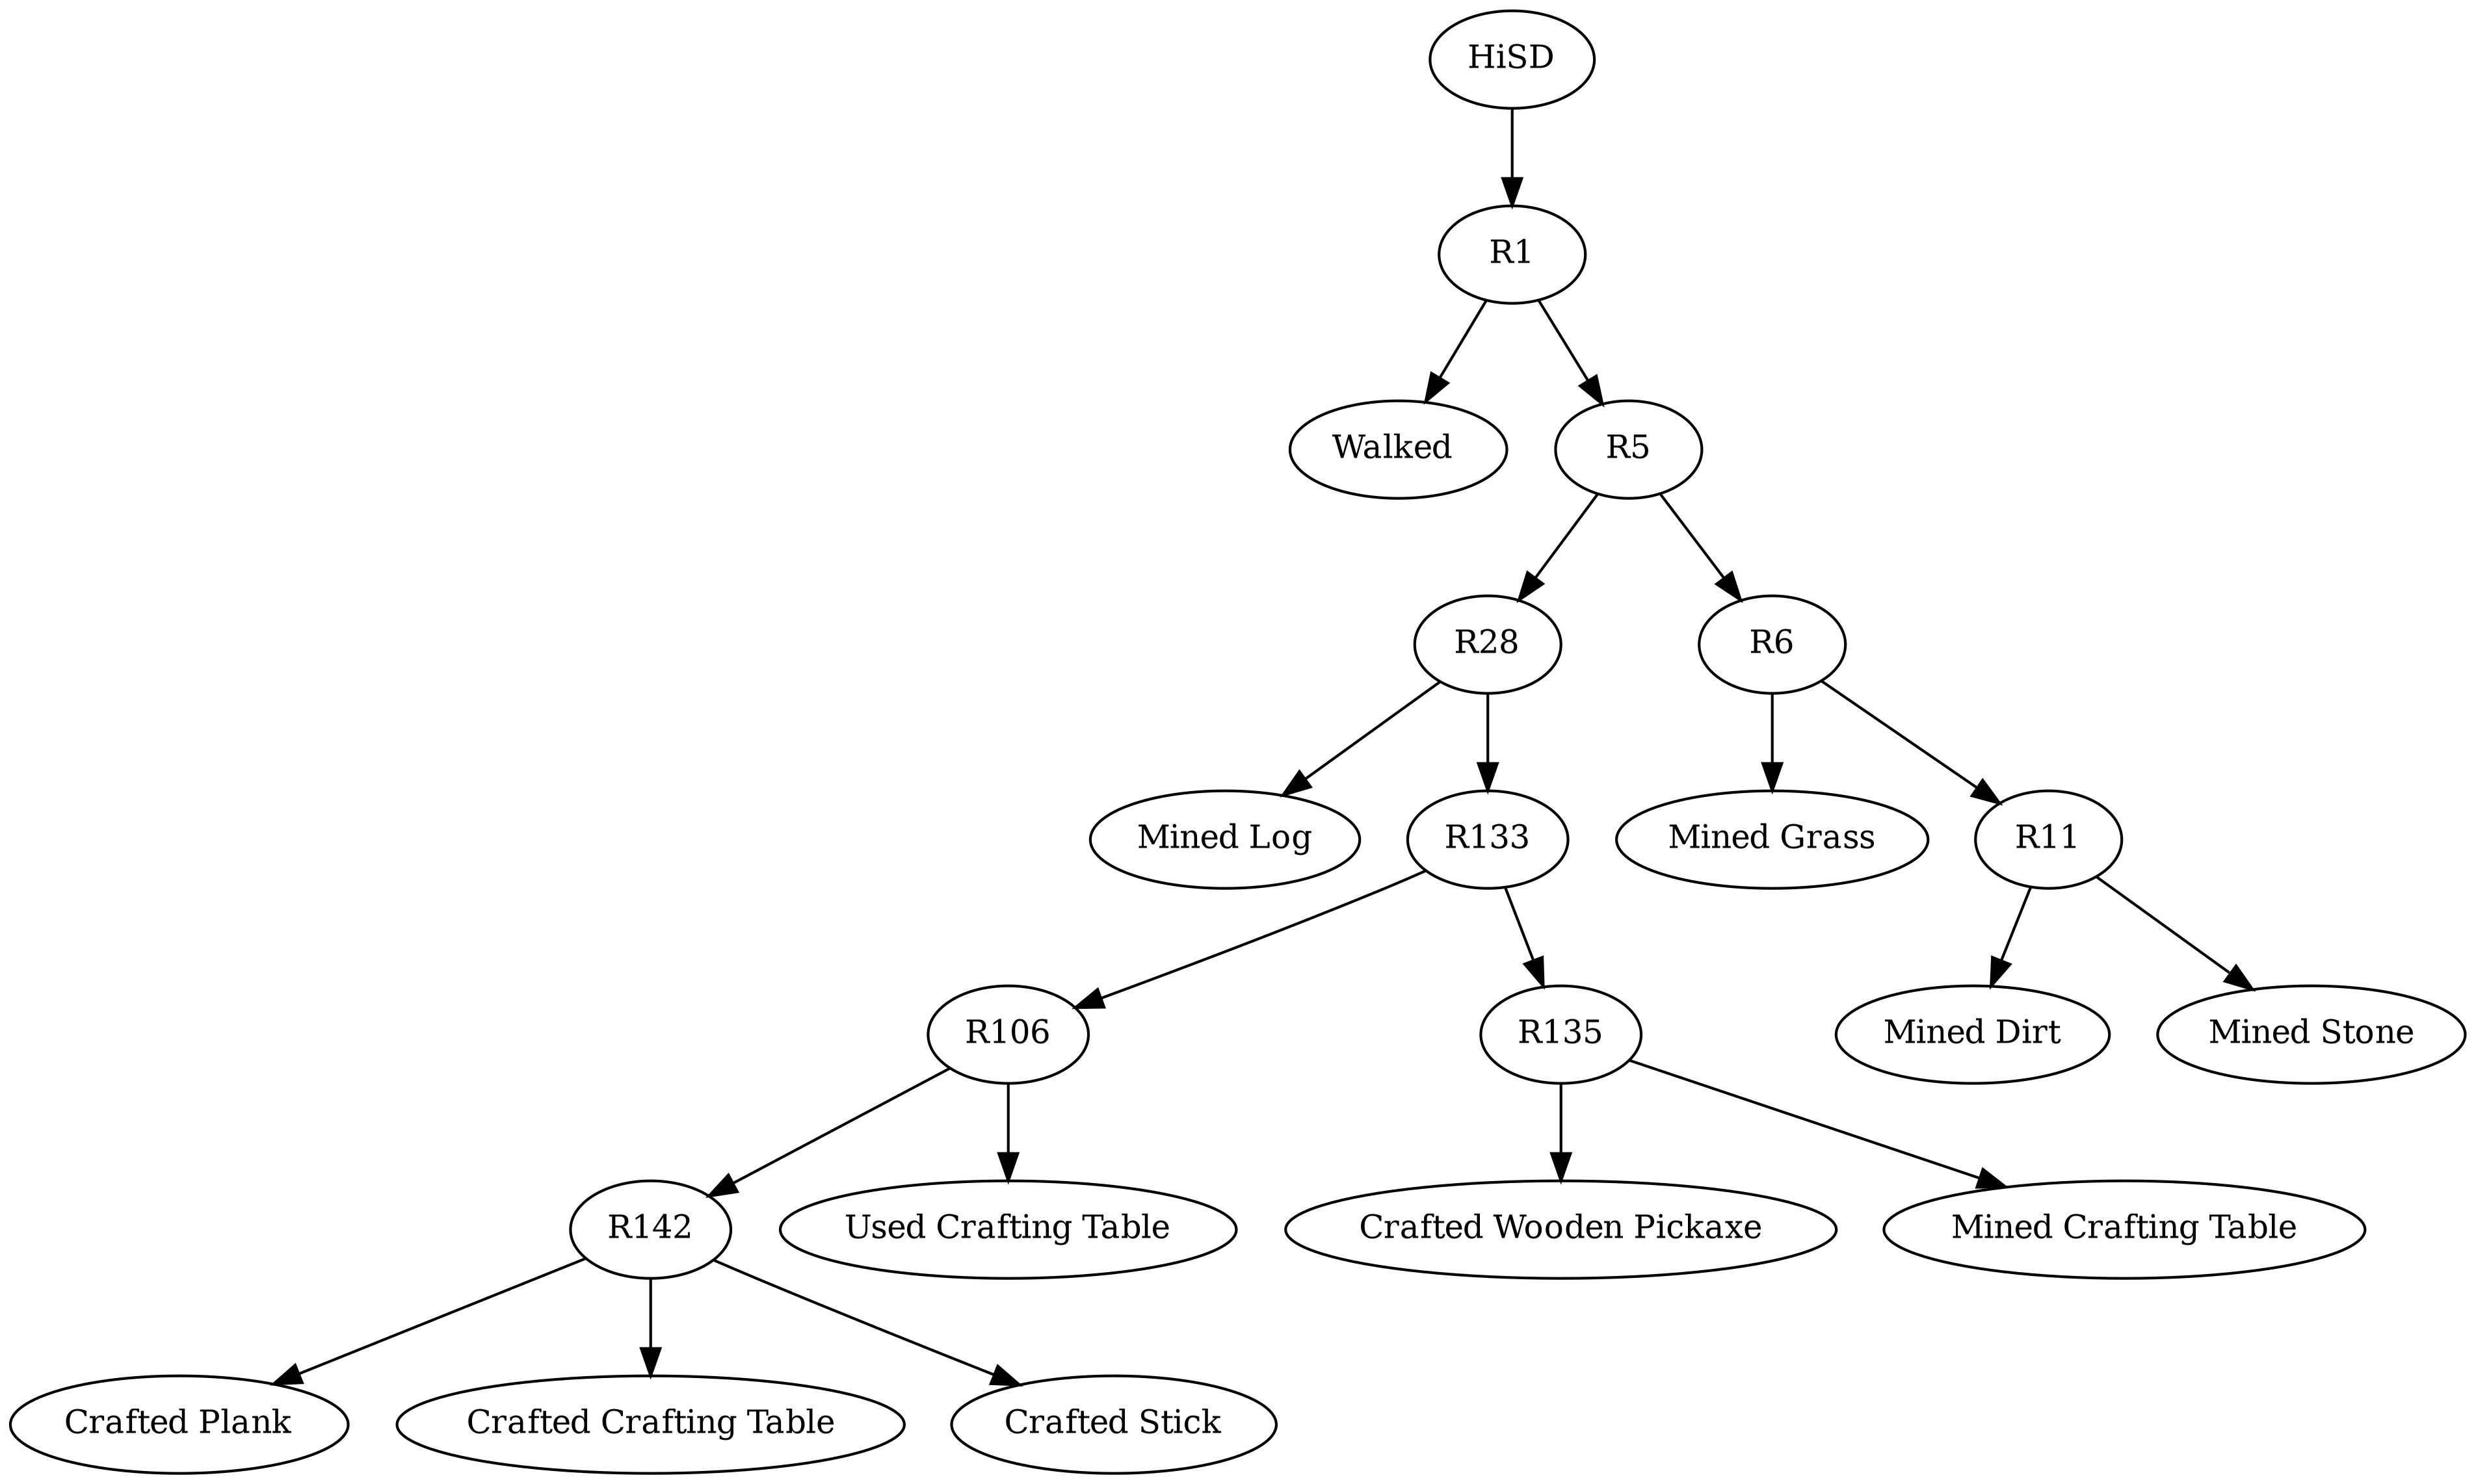 HiSD
R1
Walked
R5
R28
R6
Mined Log
R133
Mined Grass
R11
R106
R135
Mined Dirt
Mined Stone
R142
Used Crafting Table
Crafted Wooden Pickaxe
Mined Crafting Table
Crafted Plank
Crafted Crafting Table
Crafted Stick